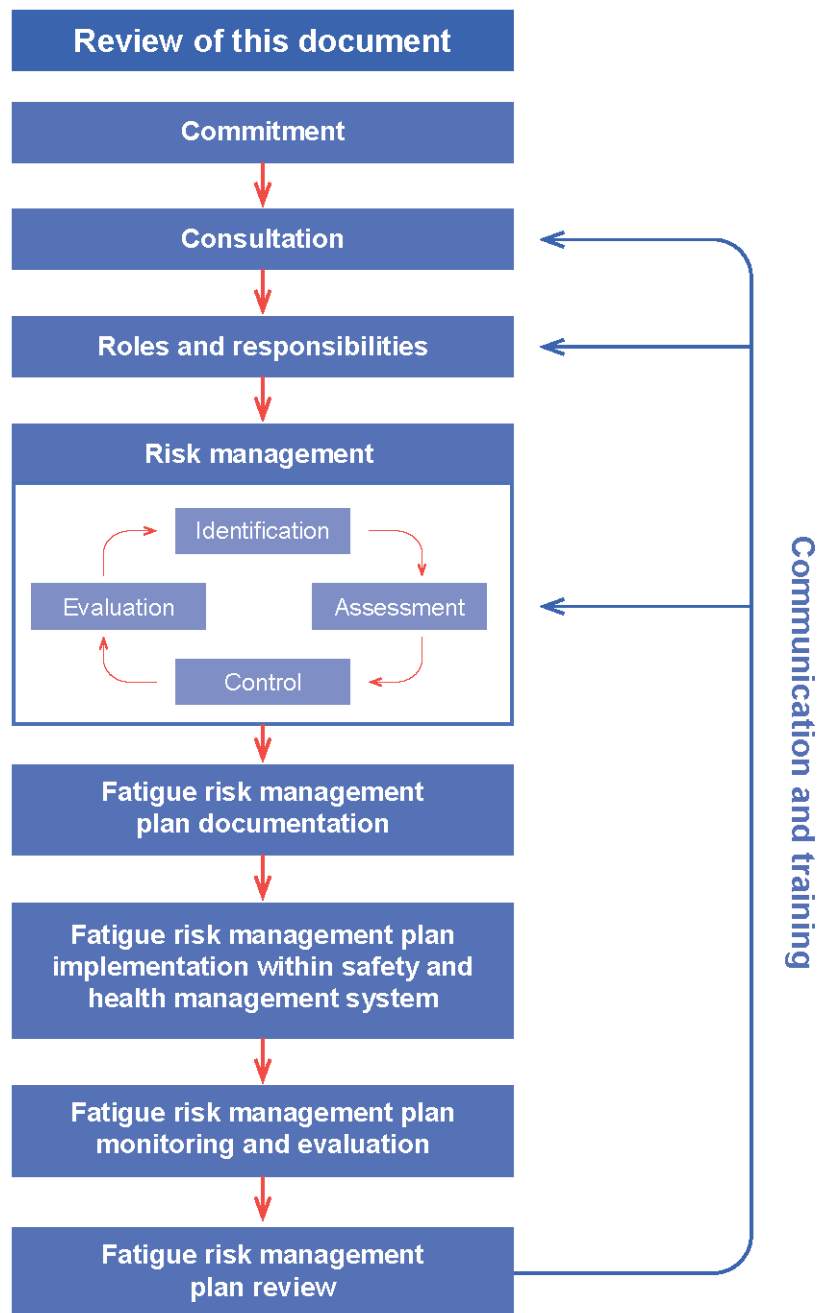 Review of this document
Commitment
Consultation
Roles and responsibilities
Risk management
Identification
Evaluation
Assessment
Control
Fatigue risk management
plan documentation
Fatigue risk management plan
implementation within safety and
health management system
Fatigue risk management plan
monitoring and evaluation
Fatigue risk management
plan review
Communication and training